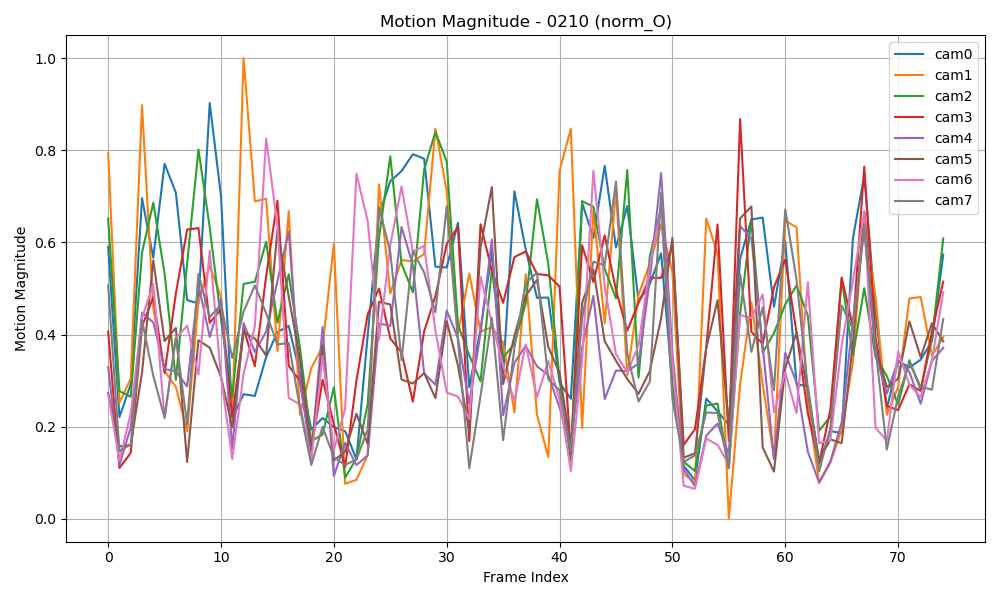 Motion Magnitude - 0210 (norm_O)
Motion Magnitude
1.0
0.8
0.6
0.4
0.2
0.0
0 10 20 30 40 50 60 70
Frame Index
cam0
cam1
cam2
cam3
cam4
cam5
cam6
cam7